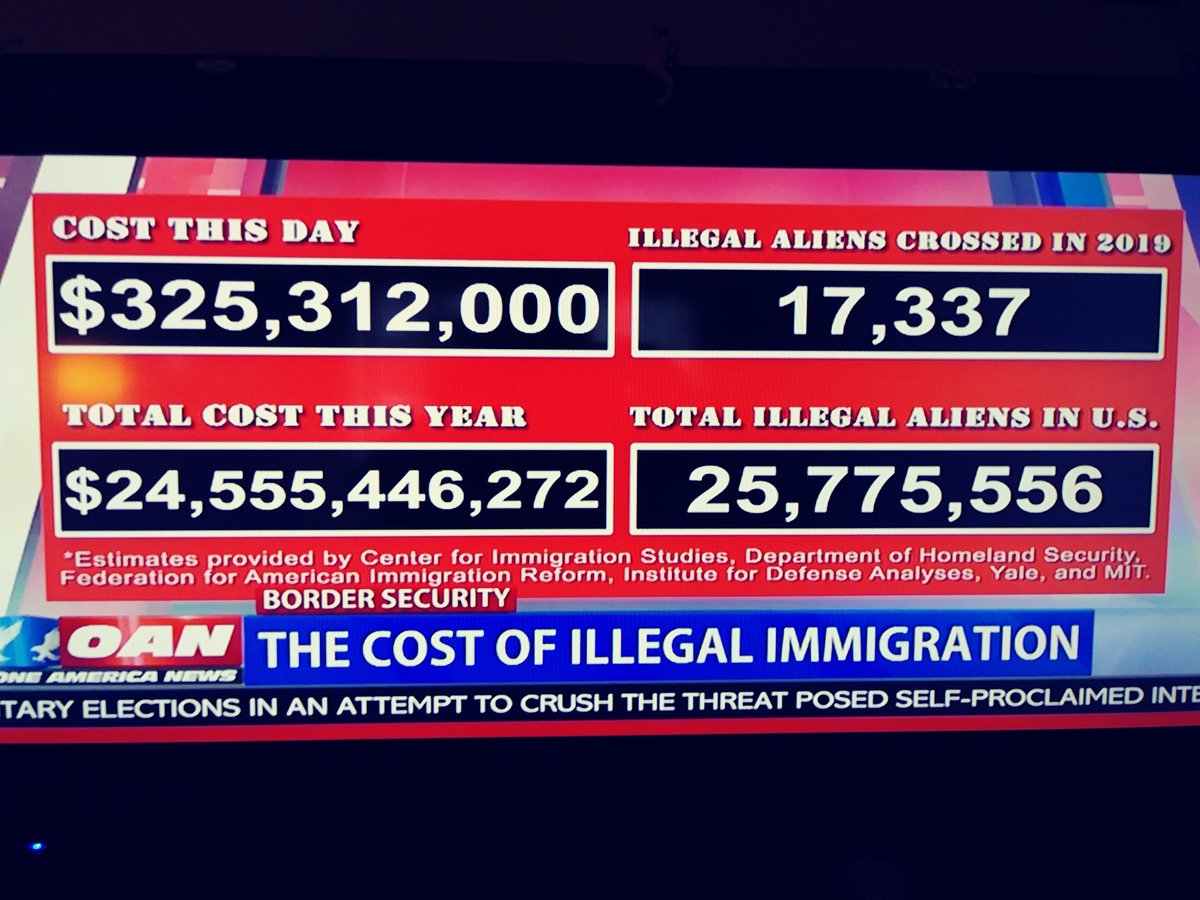 COST THIS DAY
$325,312,000
ILLEGAL ALIENS CROSSED IN 2019
17,337
TOTAL COST THIS YEAR
$24,555,446,272
TOTAL ILLEGAL ALIENS IN U.S.
25,775,556
*Estimates provided by Center for Immigration Studies, Department of Homeland Security,
Federation for American Immigration Reform, Institute for Defense Analyses, Yale, and MIT.
BORDER SECURITY
OAN
ONE AMERICA NEWS
THE COST OF ILLEGAL IMMIGRATION
TARY ELECTIONS IN AN ATTEMPT TO CRUSH THE THREAT POSED SELF-PROCLAIMED INTE